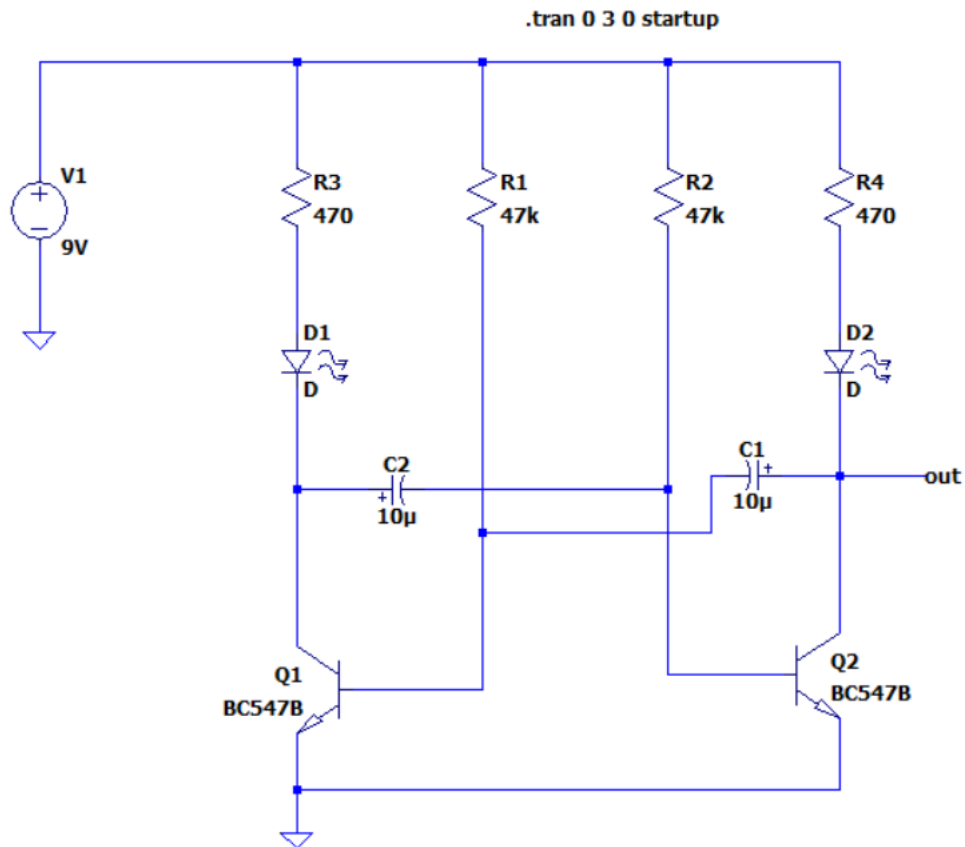 .tran 0 3 0 startup
V1
+
−
9V
R3
470
R1
47k
R2
47k
R4
470
D1
D
D2
D
C2
+
10µ
C1
+
10µ
out
Q1
BC547B
Q2
BC547B